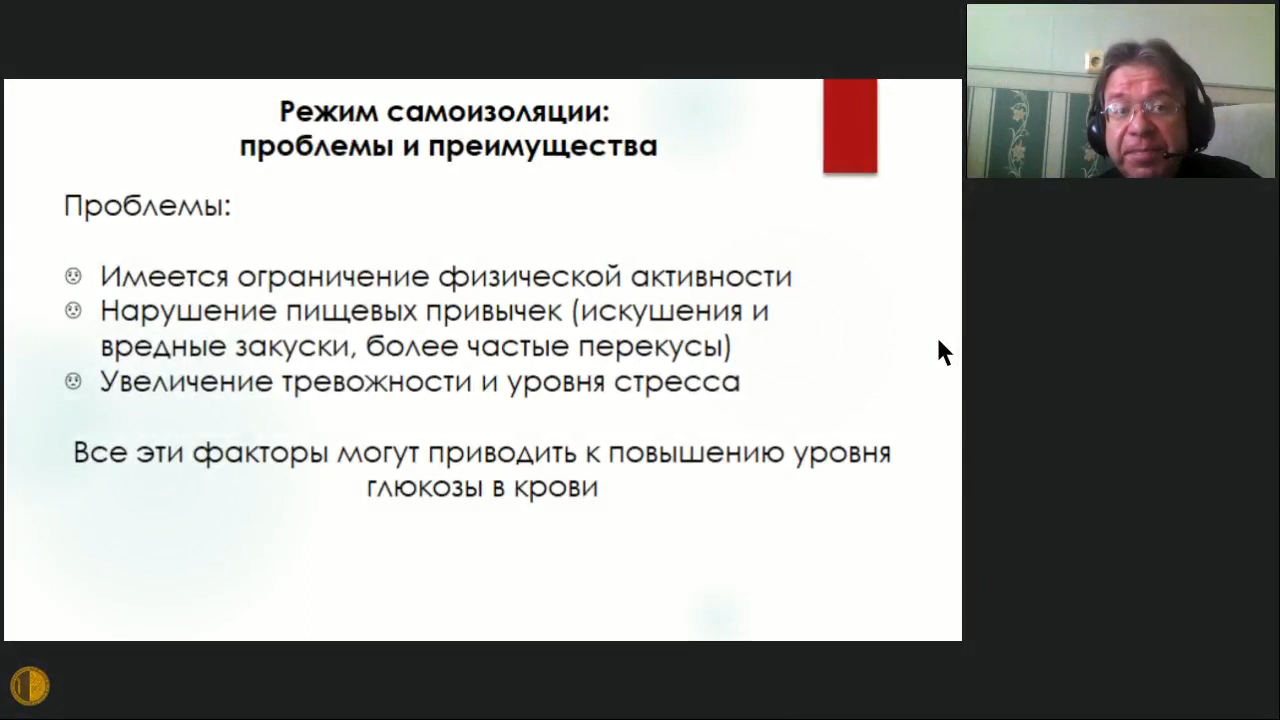 Режим самоизоляции:
проблемы и преимущества
Проблемы:
Имеется ограничение физической активности
Нарушение пищевых привычек (искушения и
вредные закуски, более частые перекусы)
Увеличение тревожности и уровня стресса
Все эти факторы могут приводить к повышению уровня
глюкозы в крови